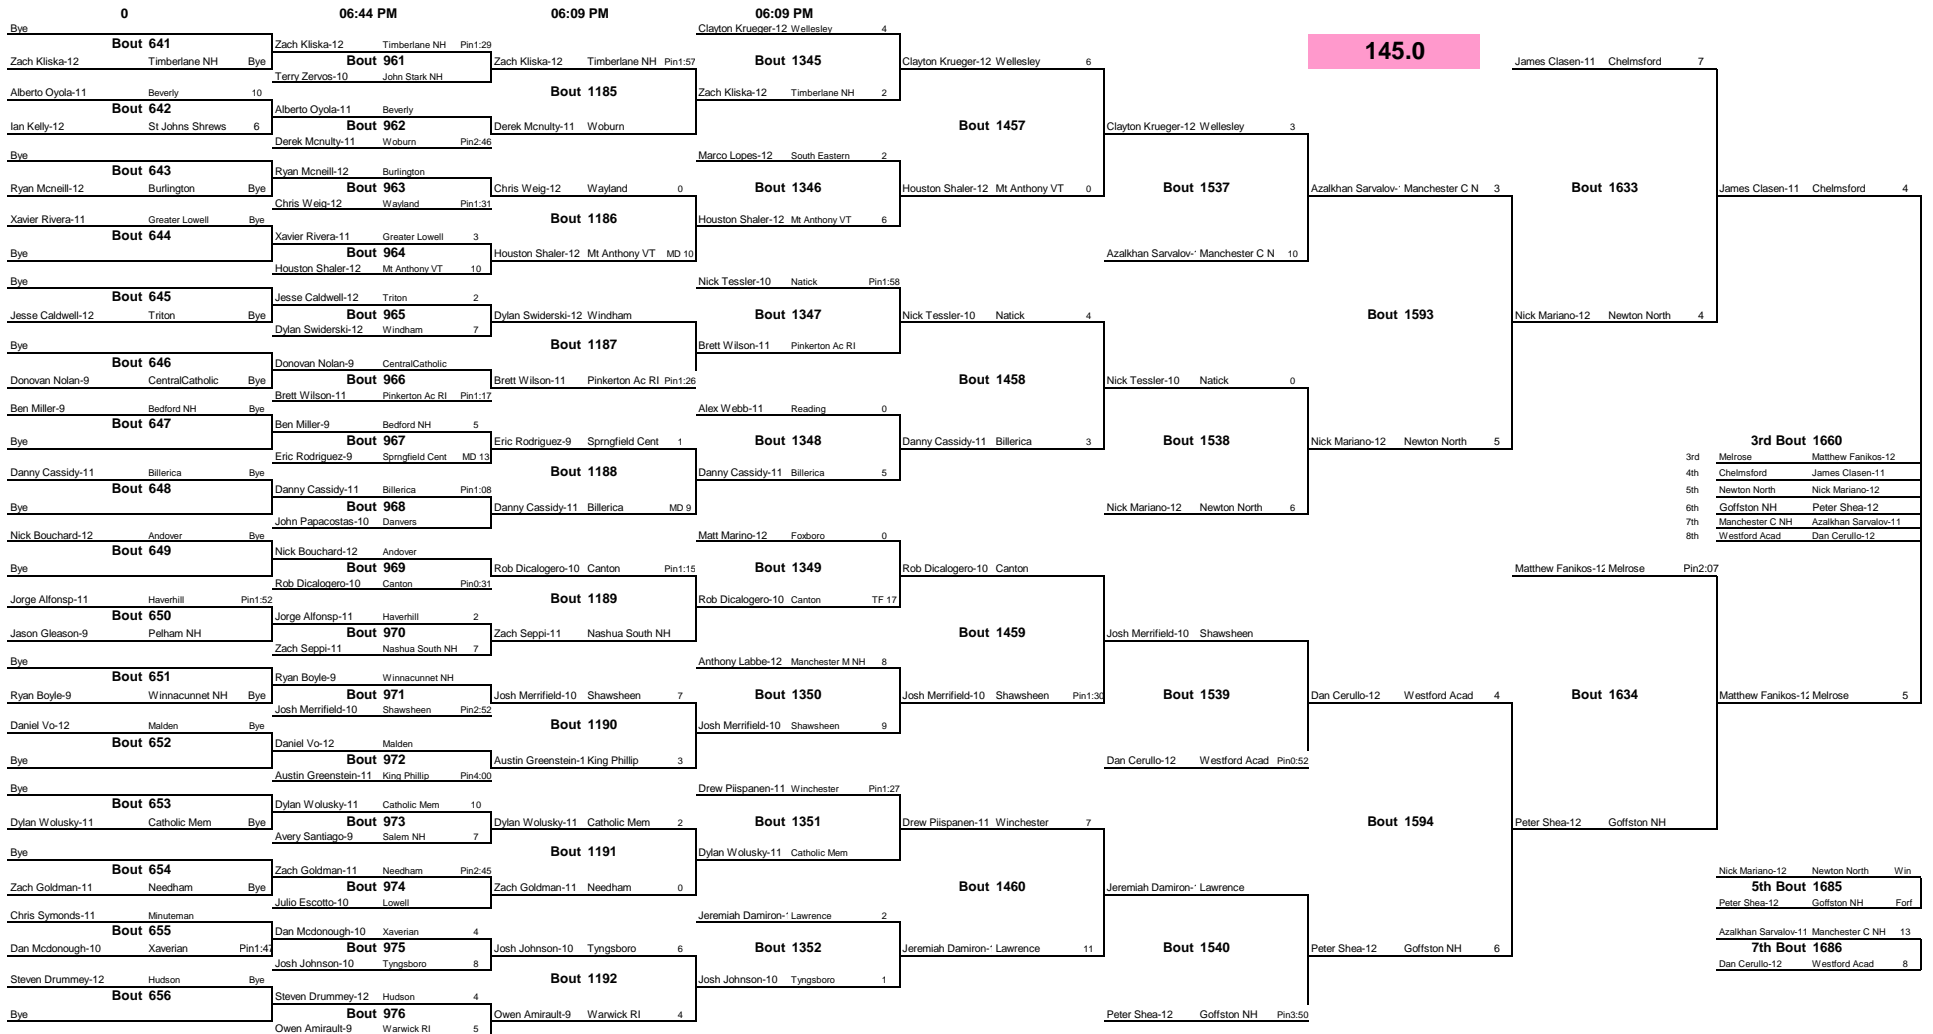 0
06:44 PM
06:09 PM
06:09 PM
145.0
Bye
Bout 641
Zach Kliska-12 Timberlane NH Bye
Alberto Oyola-11 Beverly 10
Bout 642
Ian Kelly-12 St Johns Shrews 6
Bye
Bout 643
Ryan Mcneill-12 Burlington Bye
Xavier Rivera-11 Greater Lowell Bye
Bout 644
Bye
Bye
Bout 645
Jesse Caldwell-12 Triton Bye
Bye
Bout 646
Donovan Nolan-9 CentralCatholic Bye
Ben Miller-9 Bedford NH Bye
Bout 647
Bye
Danny Cassidy-11 Billerica Bye
Bout 648
Bye
Nick Bouchard-12 Andover Bye
Bout 649
Bye
Jorge Alfonsp-11 Haverhill Pin1:52
Bout 650
Jason Gleason-9 Pelham NH
Bye
Bout 651
Ryan Boyle-9 Winnacunnet NH Bye
Daniel Vo-12 Malden Bye
Bout 652
Bye
Bye
Bout 653
Dylan Wolusky-11 Catholic Mem Bye
Bye
Bout 654
Zach Goldman-11 Needham Bye
Chris Symonds-11 Minuteman
Bout 655
Dan Mcdonough-10 Xaverian Pin1:47
Steven Drummey-12 Hudson Bye
Bout 656
Bye
Zach Kliska-12 Timberlane NH Pin1:29
Bout 961
Terry Zervos-10 John Stark NH
Alberto Oyola-11 Beverly
Bout 962
Derek Mcnulty-11 Woburn Pin2:46
Ryan Mcneill-12 Burlington
Bout 963
Chris Weig-12 Wayland Pin1:31
Xavier Rivera-11 Greater Lowell 3
Bout 964
Houston Shaler-12 Mt Anthony VT 10
Jesse Caldwell-12 Triton 2
Bout 965
Dylan Swiderski-12 Windham 7
Donovan Nolan-9 CentralCatholic
Bout 966
Brett Wilson-11 Pinkerton Ac RI Pin1:17
Ben Miller-9 Bedford NH 5
Bout 967
Eric Rodriguez-9 Sprngfield Cent MD 13
Danny Cassidy-11 Billerica Pin1:08
Bout 968
John Papacostas-10 Danvers
Nick Bouchard-12 Andover
Bout 969
Rob Dicalogero-10 Canton Pin0:31
Jorge Alfonsp-11 Haverhill 2
Bout 970
Zach Seppi-11 Nashua South NH 7
Ryan Boyle-9 Winnacunnet NH
Bout 971
Josh Merrifield-10 Shawsheen Pin2:52
Daniel Vo-12 Malden
Bout 972
Austin Greenstein-11 King Phillip Pin4:00
Dylan Wolusky-11 Catholic Mem 10
Bout 973
Avery Santiago-9 Salem NH 7
Zach Goldman-11 Needham Pin2:45
Bout 974
Julio Escotto-10 Lowell
Dan Mcdonough-10 Xaverian 4
Bout 975
Josh Johnson-10 Tyngsboro 8
Steven Drummey-12 Hudson 4
Bout 976
Owen Amirault-9 Warwick RI 5
Zach Kliska-12 Timberlane NH Pin1:57
Bout 1185
Derek Mcnulty-11 Woburn
Chris Weig-12 Wayland 0
Bout 1186
Houston Shaler-12 Mt Anthony VT MD 10
Dylan Swiderski-12 Windham
Bout 1187
Brett Wilson-11 Pinkerton Ac RI Pin1:26
Eric Rodriguez-9 Sprngfield Cent 1
Bout 1188
Danny Cassidy-11 Billerica MD 9
Rob Dicalogero-10 Canton Pin1:15
Bout 1189
Zach Seppi-11 Nashua South NH
Josh Merrifield-10 Shawsheen 7
Bout 1190
Austin Greenstein-1 King Phillip 3
Dylan Wolusky-11 Catholic Mem 2
Bout 1191
Zach Goldman-11 Needham 0
Josh Johnson-10 Tyngsboro 6
Bout 1192
Owen Amirault-9 Warwick RI 4
Clayton Krueger-12 Wellesley 4
Bout 1345
Zach Kliska-12 Timberlane NH 2
Marco Lopes-12 South Eastern 2
Bout 1346
Houston Shaler-12 Mt Anthony VT 6
Nick Tessler-10 Natick Pin1:58
Bout 1347
Brett Wilson-11 Pinkerton Ac RI
Alex Webb-11 Reading 0
Bout 1348
Danny Cassidy-11 Billerica 5
Matt Marino-12 Foxboro 0
Bout 1349
Rob Dicalogero-10 Canton TF 17
Anthony Labbe-12 Manchester M NH 8
Bout 1350
Josh Merrifield-10 Shawsheen 9
Drew Piispanen-11 Winchester Pin1:27
Bout 1351
Dylan Wolusky-11 Catholic Mem
Jeremiah Damiron-1 Lawrence 2
Bout 1352
Josh Johnson-10 Tyngsboro 1
Clayton Krueger-12 Wellesley 6
Bout 1457
Houston Shaler-12 Mt Anthony VT 0
Nick Tessler-10 Natick 4
Bout 1458
Danny Cassidy-11 Billerica 3
Rob Dicalogero-10 Canton
Bout 1459
Josh Merrifield-10 Shawsheen Pin1:30
Drew Piispanen-11 Winchester 7
Bout 1460
Jeremiah Damiron-1 Lawrence 11
Clayton Krueger-12 Wellesley 3
Bout 1537
Azalkhan Sarvalov-1 Manchester C N 10
Nick Tessler-10 Natick 0
Bout 1538
Nick Mariano-12 Newton North 6
Josh Merrifield-10 Shawsheen
Bout 1539
Dan Cerullo-12 Westford Acad Pin0:52
Jeremiah Damiron-1 Lawrence
Bout 1540
Peter Shea-12 Goffston NH Pin3:50
Azalkhan Sarvalov-1 Manchester C N 3
Bout 1593
Nick Mariano-12 Newton North 5
Dan Cerullo-12 Westford Acad 4
Bout 1594
Peter Shea-12 Goffston NH 6
James Clasen-11 Chelmsford 7
Bout 1633
Nick Mariano-12 Newton North 4
Matthew Fanikos-12 Melrose Pin2:07
Bout 1634
Peter Shea-12 Goffston NH
James Clasen-11 Chelmsford 4
3rd Bout 1660
3rd Melrose Matthew Fanikos-12
4th Chelmsford James Clasen-11
5th Newton North Nick Mariano-12
6th Goffston NH Peter Shea-12
7th Manchester C NH Azalkhan Sarvalov-11
8th Westford Acad Dan Cerullo-12
Matthew Fanikos-12 Melrose 5
Nick Mariano-12 Newton North Win
5th Bout 1685
Peter Shea-12 Goffston NH Forf
Azalkhan Sarvalov-11 Manchester C NH 13
7th Bout 1686
Dan Cerullo-12 Westford Acad 8